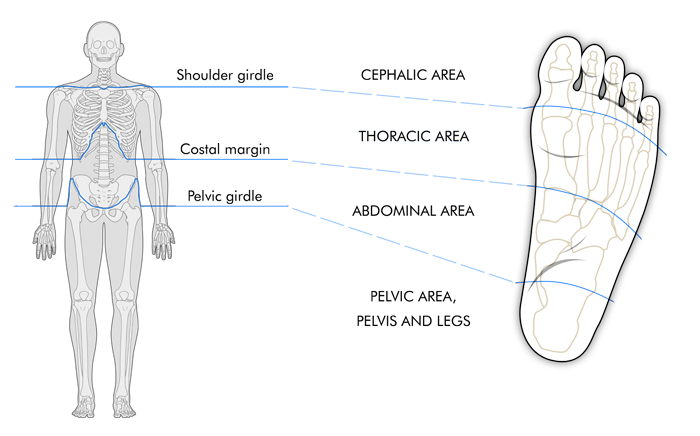 Shoulder girdle
CEPHALIC AREA
THORACIC AREA
Costal margin
Pelvic girdle
ABDOMINAL AREA
PELVIC AREA,
PELVIS AND LEGS